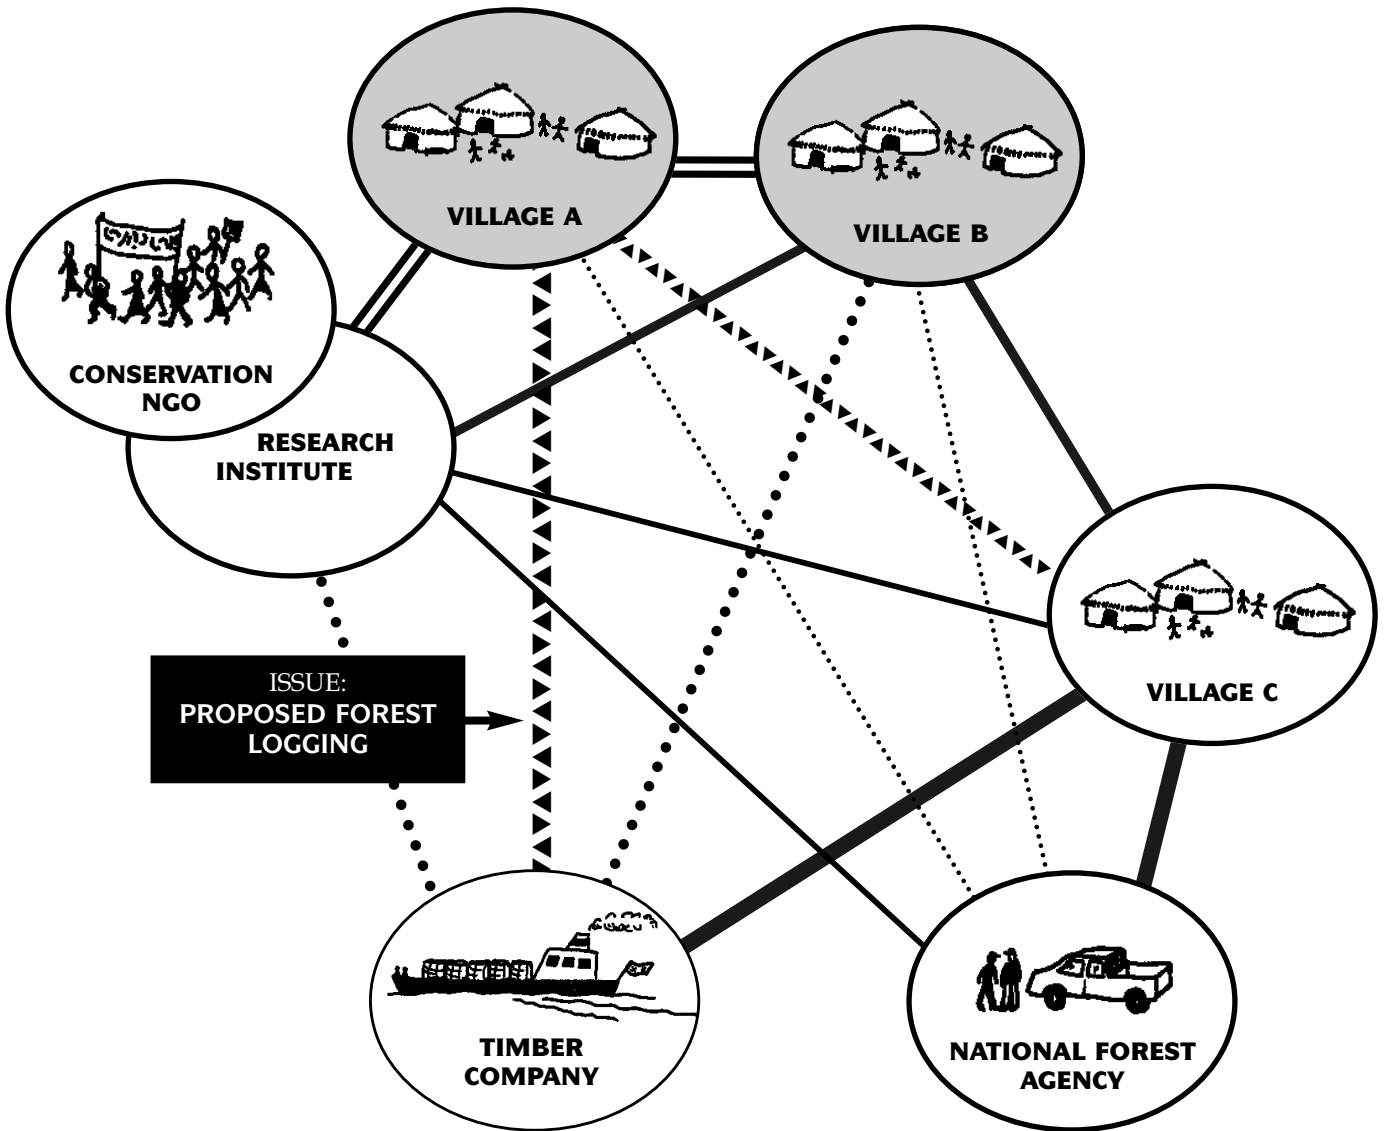 VILLAGE A
VILLAGE B
CONSERVATION
NGO
RESEARCH
INSTITUTE
ISSUE:
PROPOSED FOREST
LOGGING
VILLAGE C
TIMBER
COMPANY
NATIONAL FOREST
AGENCY